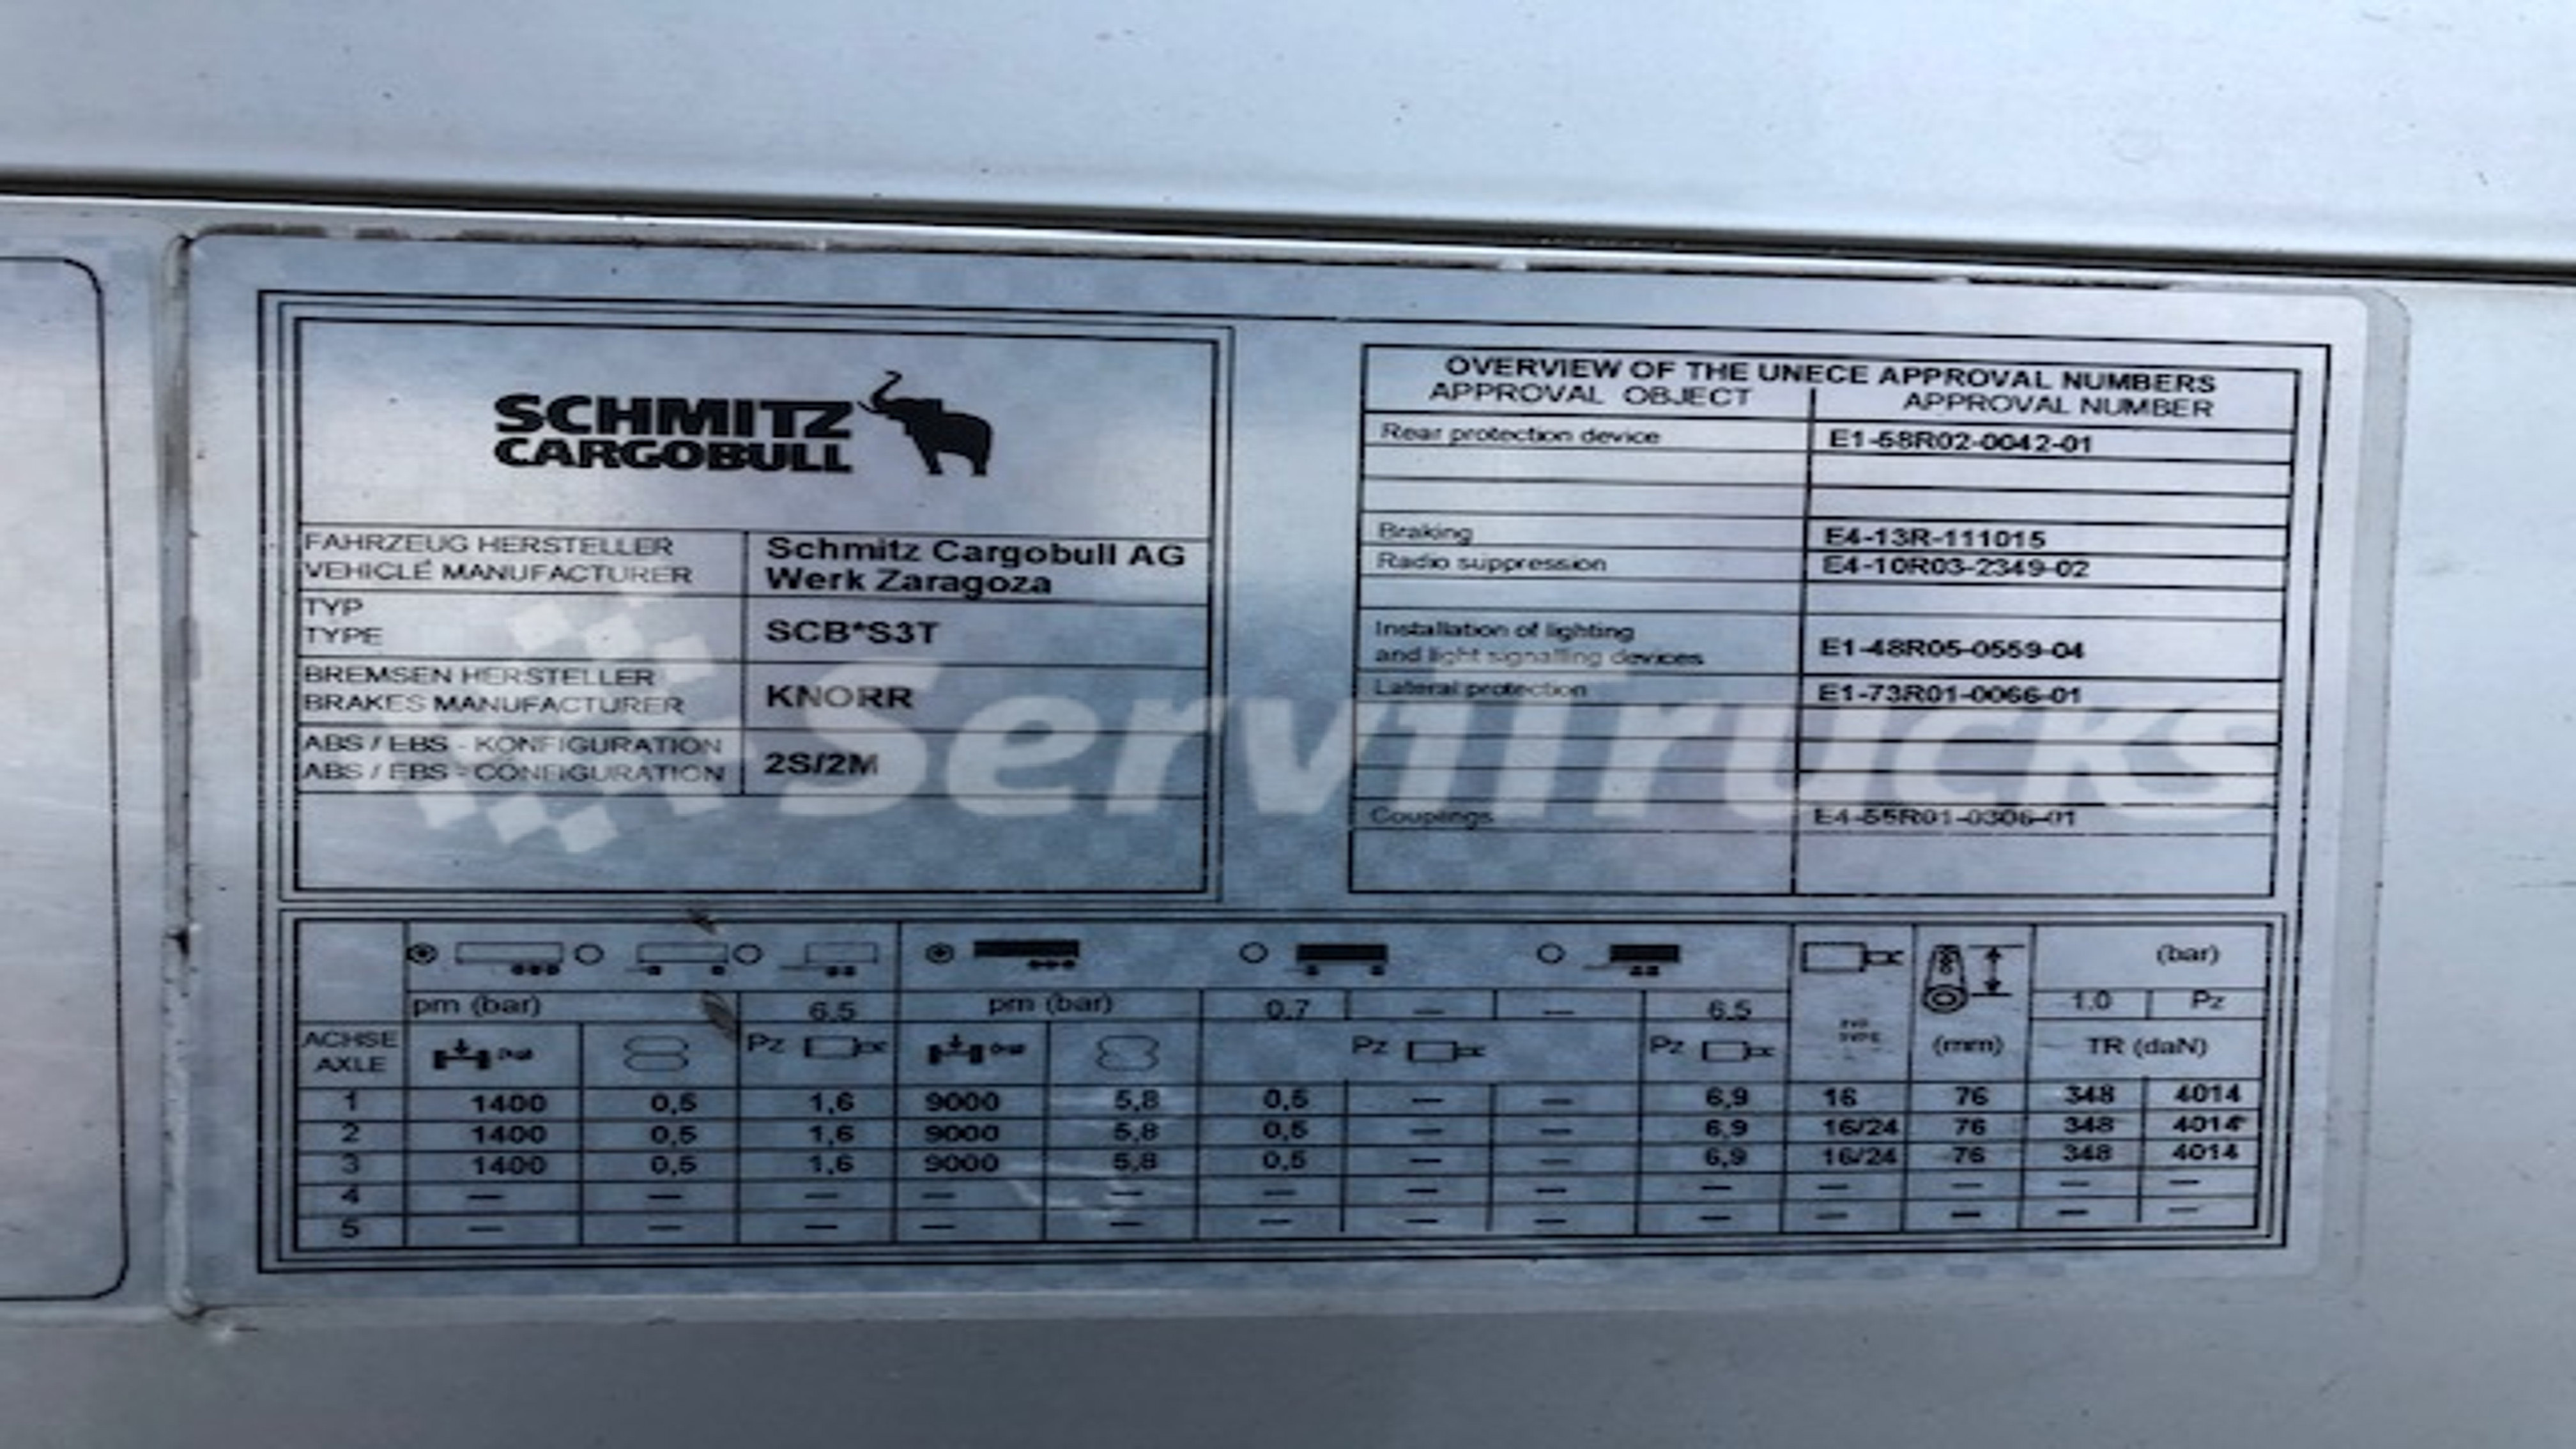 SCHMITZ
CARGOBULL
FAHRZEUG HERSTELLER
VEHICLE MANUFACTURER
Schmitz Cargobull AG
Werk Zaragoza
TYP
TYPE
SCB*S3T
BREMSEN HERSTELLER
BRAKES MANUFACTURER
KNORR
ABS / EBS - KONFIGURATION
ABS / EBS - CONFIGURATION
2S/2M
OVERVIEW OF THE UNECE APPROVAL NUMBERS
APPROVAL OBJECT APPROVAL NUMBER
Rear protection device E1-58R02-0042-01
Braking E4-13R-111015
Radio suppression E4-10R03-2349-02
Installation of lighting
and light signalling devices E1-48R05-0559-04
Lateral protection E1-73R01-0066-01
Couplings E4-55R01-0306-01
ServiTrucks
(bar)
pm (bar) 6.5 pm (bar) 0.7 — — 6.5 1.0 Pz
ACHSE
AXLE
Pz Pz Pz TYPE (mm) TR (daN)
1 1400 0,5 1,6 9000 5,8 0,5 — — 6,9 16 76 348 4014
2 1400 0,5 1,6 9000 5,8 0,5 — — 6,9 16/24 76 348 4014
3 1400 0,5 1,6 9000 5,8 0,5 — — 6,9 16/24 76 348 4014
4 — — — — — — — — — — — — —
5 — — — — — — — — — — — — —